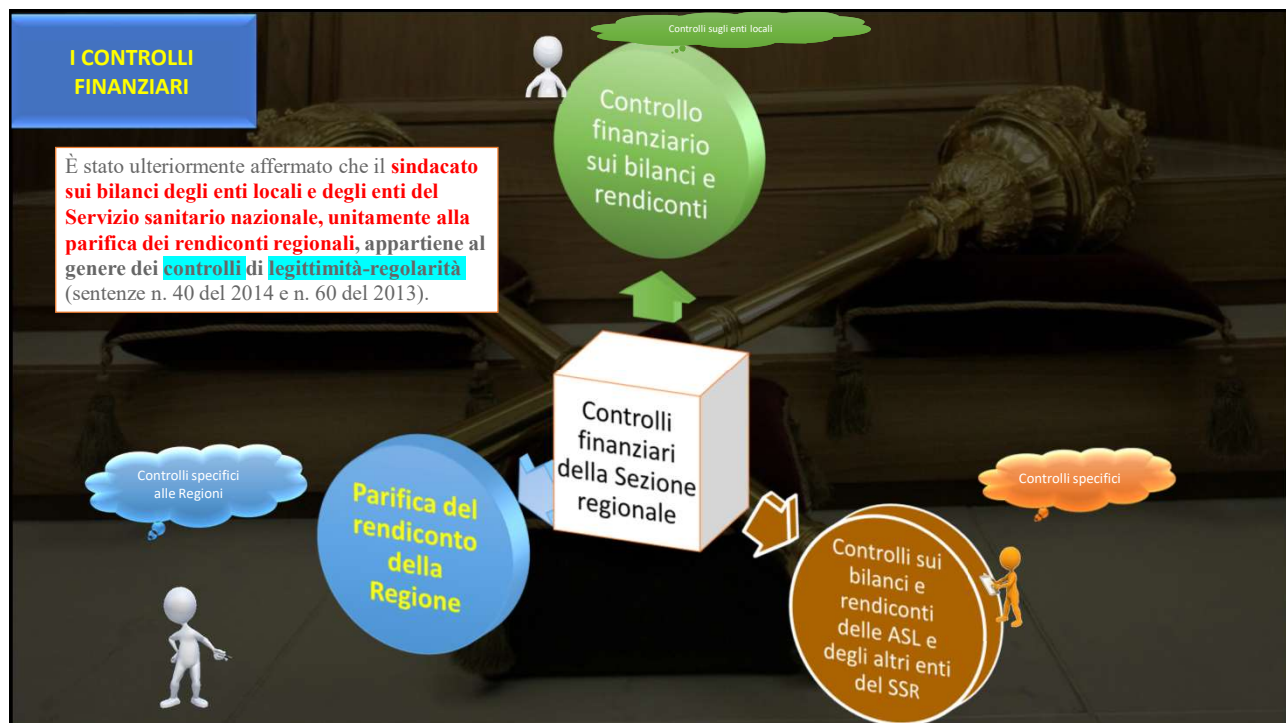 I CONTROLLI
FINANZIARI
Controlli sugli enti locali
Controllo
finanziario
sui bilanci e
rendiconti
È stato ulteriormente affermato che il sindacato
sui bilanci degli enti locali e degli enti del
Servizio sanitario nazionale, unitamente alla
parifica dei rendiconti regionali, appartiene al
genere dei controlli di legittimità-regolarità
(sentenze n. 40 del 2014 e n. 60 del 2013).
Controlli
finanziari
della Sezione
regionale
Controlli specifici
alle Regioni
Parifica del
rendiconto
della
Regione
Controlli specifici
Controlli sui
bilanci e
rendiconti
delle ASL e
degli altri enti
del SSR